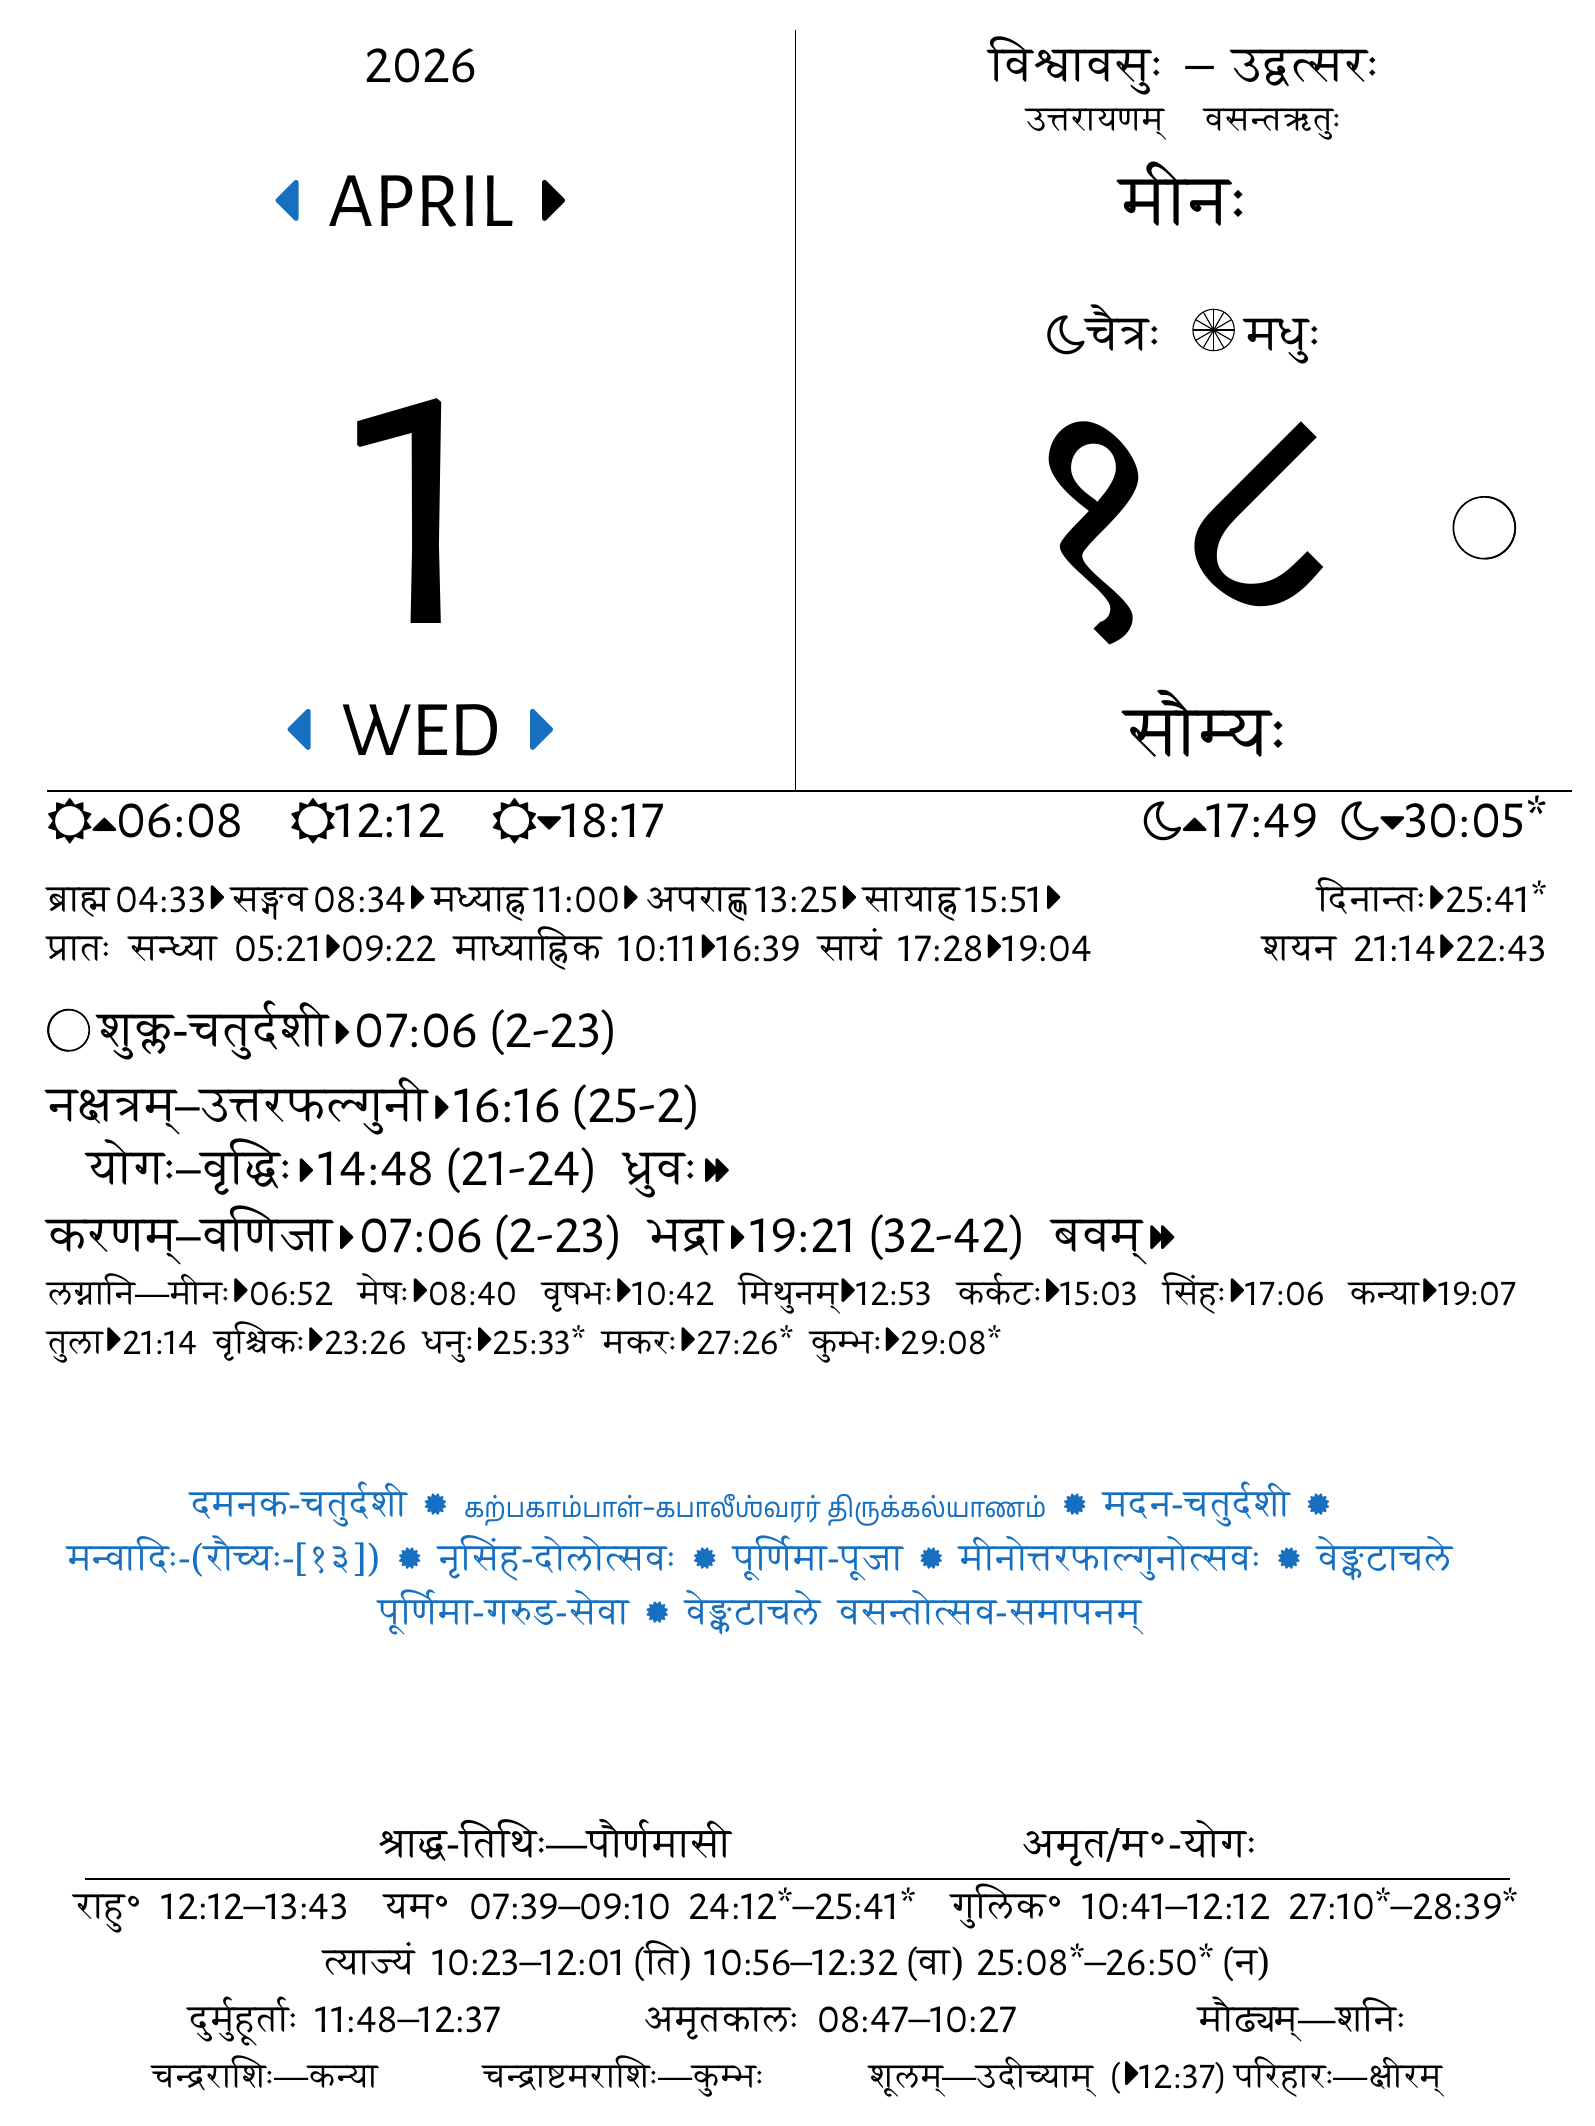 2026
APRIL
1
WED
विश्वावसुः – उद्वत्सरः
उत्तरायणम् वसन्तऋतुः
मीनः
चैत्रः मधुः
१८
सौम्यः
06:08 12:12 18:17 17:49 30:05*
ब्राह्म 04:33 सङ्गव 08:34 मध्याह्न 11:00 अपराह्ण 13:25 सायाह्न 15:51 दिनान्तः 25:41*
प्रातः सन्ध्या 05:21 09:22 माध्याह्निक 10:11 16:39 सायं 17:28 19:04 शयन 21:14 22:43
शुक्ल-चतुर्दशी 07:06 (2-23)
नक्षत्रम्–उत्तरफल्गुनी 16:16 (25-2)
योगः–वृद्धिः 14:48 (21-24) ध्रुवः
करणम्–वणिजा 07:06 (2-23) भद्रा 19:21 (32-42) बवम्
लग्नानि—मीनः 06:52 मेषः 08:40 वृषभः 10:42 मिथुनम् 12:53 कर्कटः 15:03 सिंहः 17:06 कन्या 19:07
तुला 21:14 वृश्चिकः 23:26 धनुः 25:33* मकरः 27:26* कुम्भः 29:08*
दमनक-चतुर्दशी ✹ கற்பகாம்பாள்-கபாலீஶ்வரர் திருக்கல்யாணம் ✹ मदन-चतुर्दशी ✹
मन्वादिः-(रौच्यः-[१३]) ✹ नृसिंह-दोलोत्सवः ✹ पूर्णिमा-पूजा ✹ मीनोत्तरफाल्गुनोत्सवः ✹ वेङ्कटाचले
पूर्णिमा-गरुड-सेवा ✹ वेङ्कटाचले वसन्तोत्सव-समापनम्
श्राद्ध-तिथिः—पौर्णमासी अमृत/म॰-योगः
राहु॰ 12:12–13:43 यम॰ 07:39–09:10 24:12*–25:41* गुलिक॰ 10:41–12:12 27:10*–28:39*
त्याज्यं 10:23–12:01 (ति) 10:56–12:32 (वा) 25:08*–26:50* (न)
दुर्मुहूर्ताः 11:48–12:37 अमृतकालः 08:47–10:27 मौढ्यम्—शनिः
चन्द्रराशिः—कन्या चन्द्राष्टमराशिः—कुम्भः शूलम्—उदीच्याम् (12:37) परिहारः—क्षीरम्